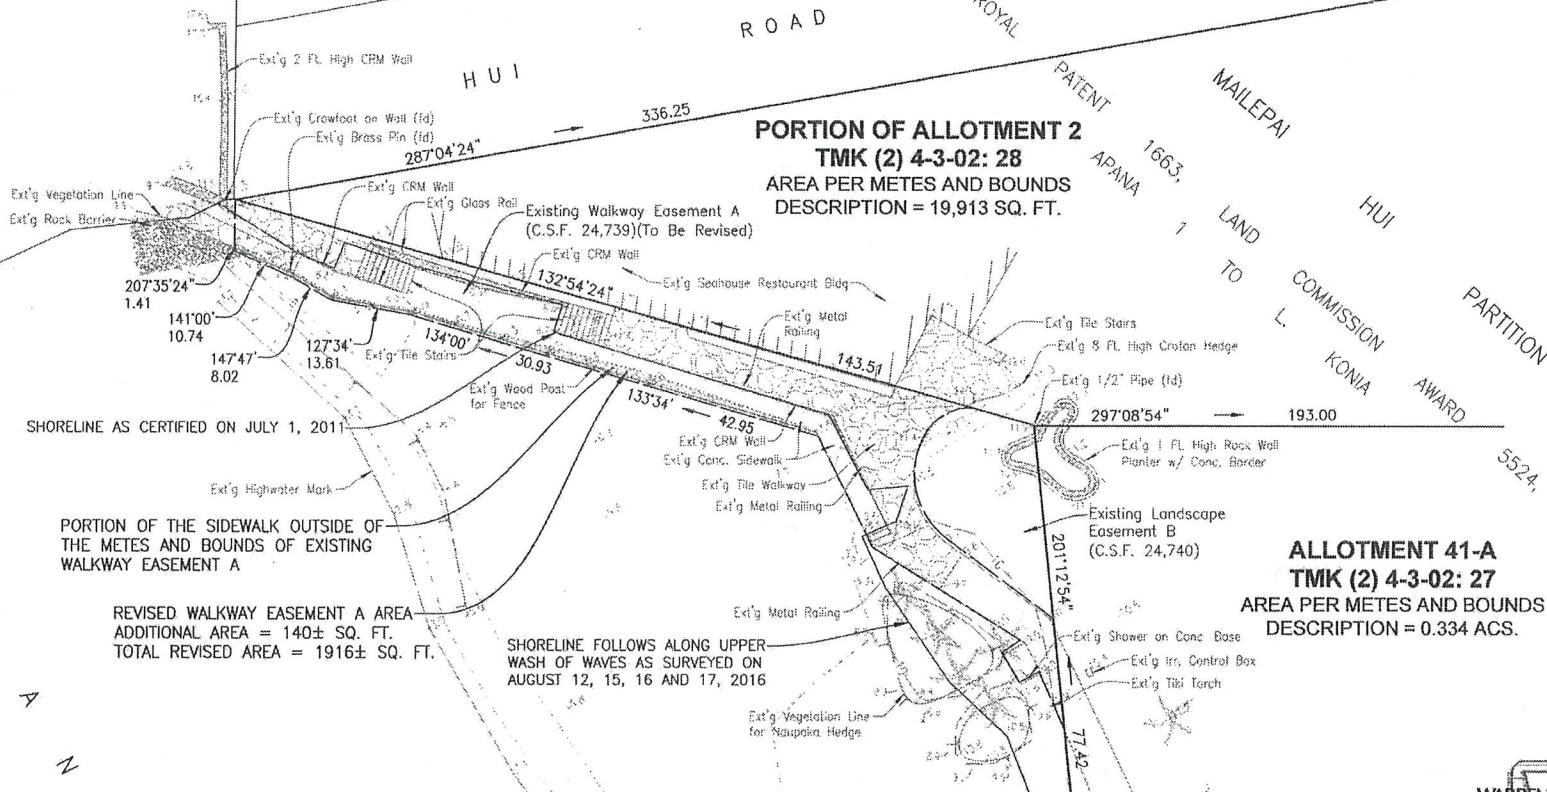 HUI
ROAD
ROYAL
PATENT
1663,
APANA
1
MAILEPAI
HUI
PARTITION
LAND
COMMISSION
AWARD
5524,
TO
L.
KONIA
Ext'g 2 Ft. High CRM Wall
Ext'g Crowfoot on Wall (fd)
Ext'g Brass Pin (fd)
287°04'24"
336.25
PORTION OF ALLOTMENT 2
TMK (2) 4-3-02: 28
AREA PER METES AND BOUNDS
DESCRIPTION = 19,913 SQ. FT.
Ext'g Vegetation Line
Ext'g Rock Barrier
Ext'g CRM Wall
Ext'g Glass Rail
Existing Walkway Easement A
(C.S.F. 24,739)(To Be Revised)
Ext'g CRM Wall
132°54'24"
Ext'g Seahouse Restaurant Bldg
Ext'g Metal
Railing
143.51
Ext'g Tile Stairs
Ext'g 8 Ft. High Croton Hedge
Ext'g 1/2" Pipe (fd)
297°08'54"
193.00
207°35'24"
1.41
141°00'
10.74
147°47'
8.02
127°34'
13.61
Ext'g Tile Stairs
134°00'
30.93
Ext'g Wood Post
for Fence
133°34'
42.95
SHORELINE AS CERTIFIED ON JULY 1, 2011
Ext'g CRM Wall
Ext'g Conc. Sidewalk
Ext'g Tile Walkway
Ext'g Metal Railing
Ext'g 1 Ft. High Rock Wall
Planter w/ Conc. Border
Ext'g Highwater Mark
PORTION OF THE SIDEWALK OUTSIDE OF
THE METES AND BOUNDS OF EXISTING
WALKWAY EASEMENT A
Existing Landscape
Easement B
(C.S.F. 24,740)
201°12'54"
ALLOTMENT 41-A
TMK (2) 4-3-02: 27
AREA PER METES AND BOUNDS
DESCRIPTION = 0.334 ACS.
REVISED WALKWAY EASEMENT A AREA
ADDITIONAL AREA = 140± SQ. FT.
TOTAL REVISED AREA = 1916± SQ. FT.
Ext'g Metal Railing
SHORELINE FOLLOWS ALONG UPPER
WASH OF WAVES AS SURVEYED ON
AUGUST 12, 15, 16 AND 17, 2016
Ext'g Shower on Conc Base
Ext'g Irr. Control Box
Ext'g Tiki Torch
Ext'g Vegetation Line
for Naupaka Hedge
77.42
A
N